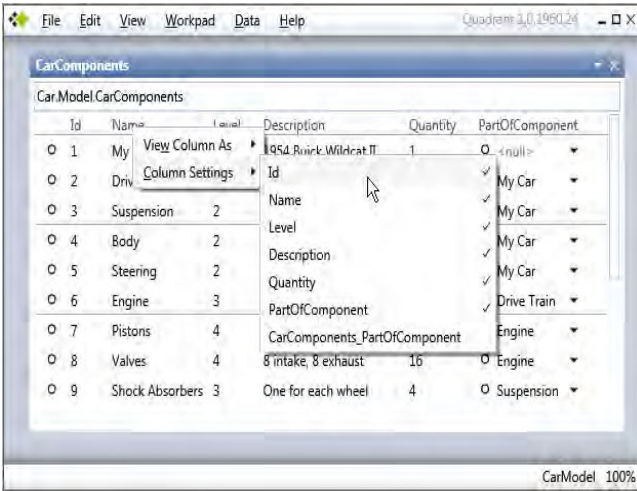 File Edit View Workpad Data Help Quadrant 1.0.1960.24
CarComponents
Car.Model.CarComponents
Id Name Level Description Quantity PartOfComponent
1 My 1954 Buick Wildcat II 1 <null>
View Column As
Column Settings
Id
Name
Level
Description
Quantity
PartOfComponent
CarComponents_PartOfComponent
2 Driv My Car
3 Suspension 2 My Car
4 Body 2 My Car
5 Steering 2 My Car
6 Engine 3 Drive Train
7 Pistons 4 Engine
8 Valves 4 8 intake, 8 exhaust 16 Engine
9 Shock Absorbers 3 One for each wheel 4 Suspension
CarModel 100%